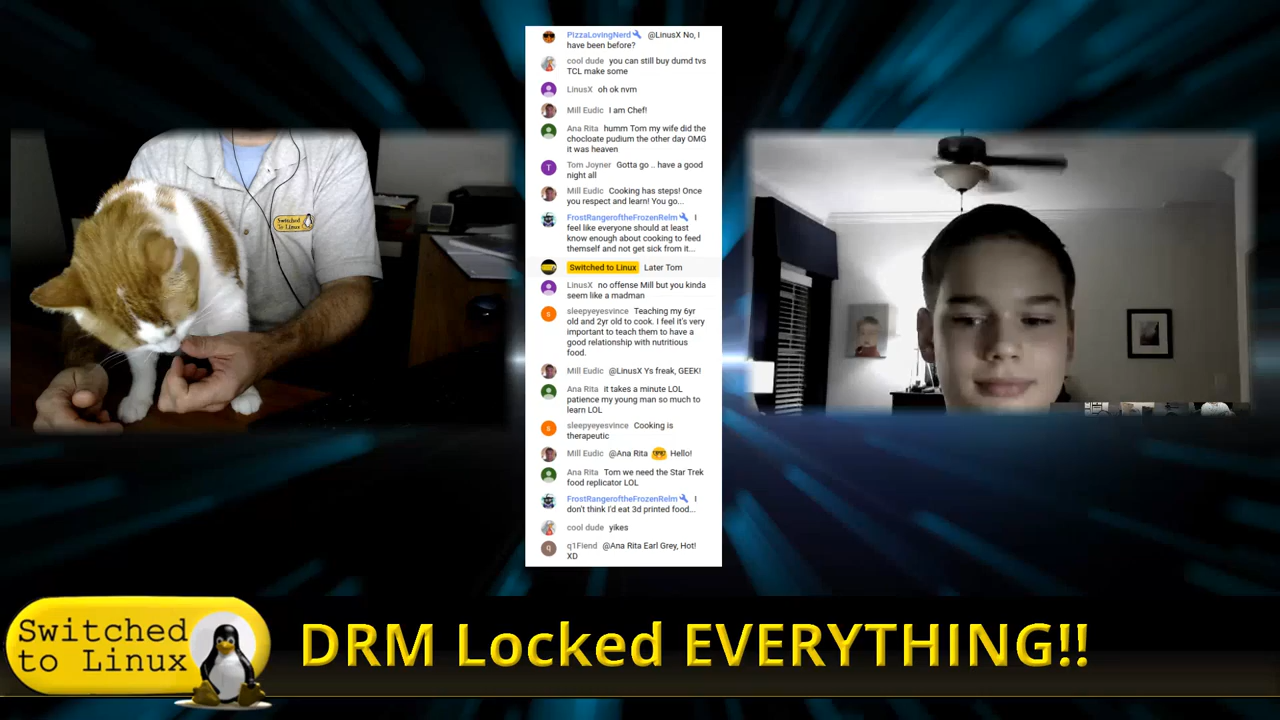 PizzaLovingNerd @LinusX No, I
have been before?
cool dude you can still buy dumd tvs
TCL make some
LinusX oh ok nvm
Mill Eudic I am Chef!
Ana Rita humm Tom my wife did the
chocloate pudium the other day OMG
it was heaven
T Tom Joyner Gotta go .. have a good
night all
Mill Eudic Cooking has steps! Once
you respect and learn! You go...
FrostRangeroftheFrozenRelm I
feel like everyone should at least
know enough about cooking to feed
themself and not get sick from it...
Switched to Linux Later Tom
LinusX no offense Mill but you kinda
seem like a madman
s sleepyeyesvince Teaching my 6yr
old and 2yr old to cook. I feel it's very
important to teach them to have a
good relationship with nutritious
food.
Mill Eudic @LinusX Ys freak, GEEK!
Ana Rita it takes a minute LOL
patience my young man so much to
learn LOL
s sleepyeyesvince Cooking is
therapeutic
Mill Eudic @Ana Rita 🤓 Hello!
Ana Rita Tom we need the Star Trek
food replicator LOL
FrostRangeroftheFrozenRelm I
don't think I'd eat 3d printed food...
cool dude yikes
q q1Fiend @Ana Rita Earl Grey, Hot!
XD
Switched
to Linux
Switched
to Linux
DRM Locked EVERYTHING!!